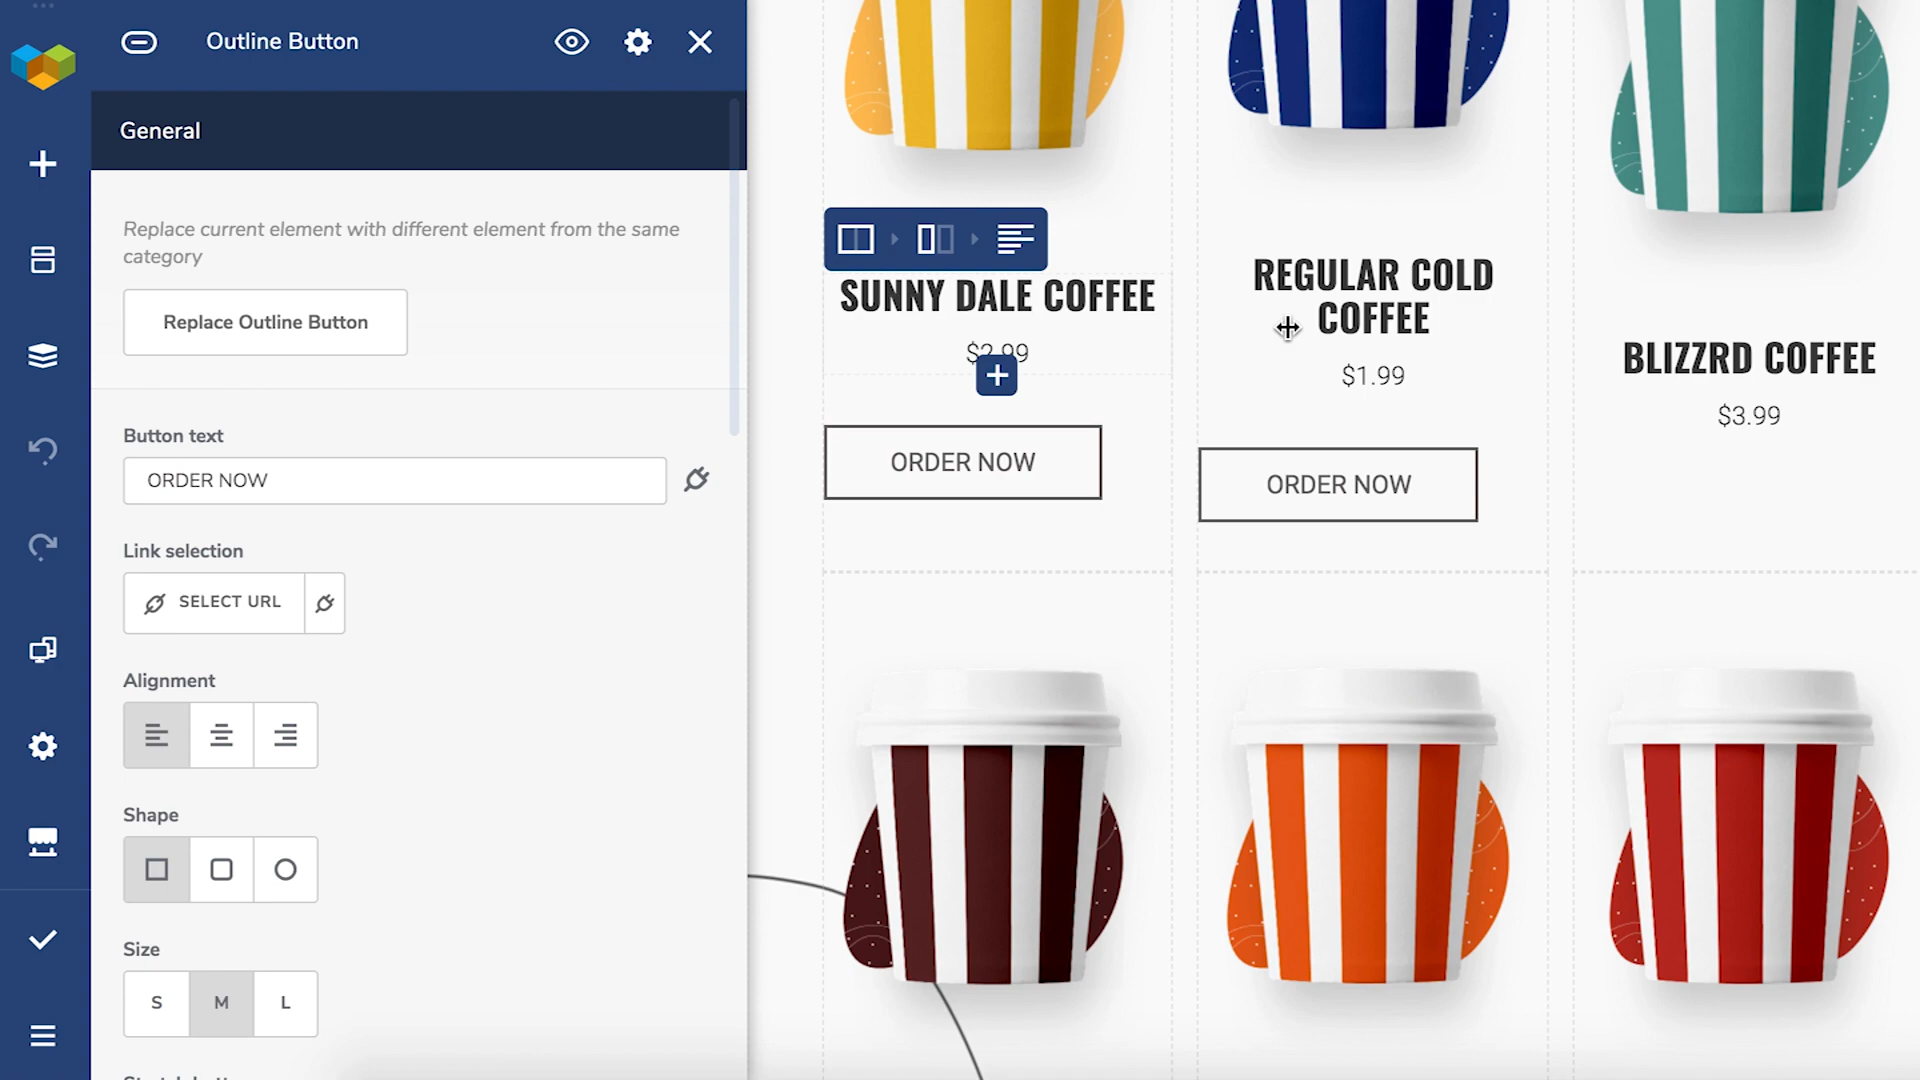 Outline Button
General
Replace current element with different element from the same
category
Replace Outline Button
Button text
ORDER NOW
Link selection
SELECT URL
Alignment
Shape
Size
S
M
L
SUNNY DALE COFFEE
$2.99
ORDER NOW
REGULAR COLD
COFFEE
$1.99
ORDER NOW
BLIZZRD COFFEE
$3.99